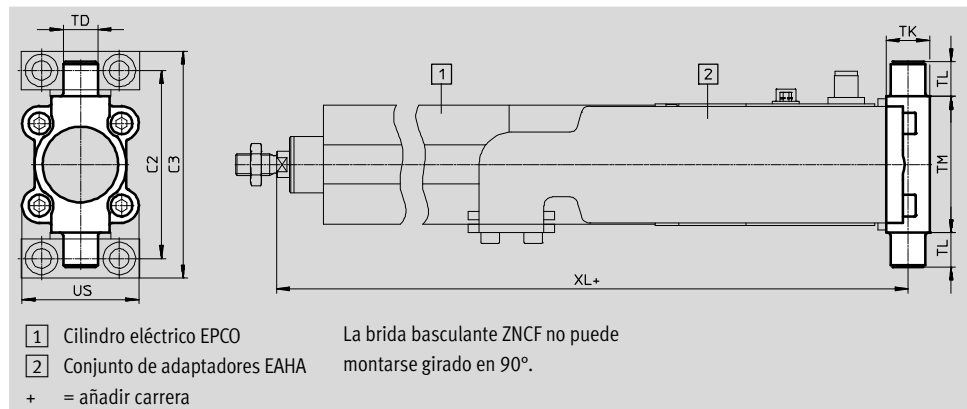 TD
TK
1
2
TL
C2
C3
TM
TL
US
XL+
1 Cilindro eléctrico EPCO
2 Conjunto de adaptadores EAHA
+ = añadir carrera
La brida basculante ZNCF no puede
montarse girado en 90°.